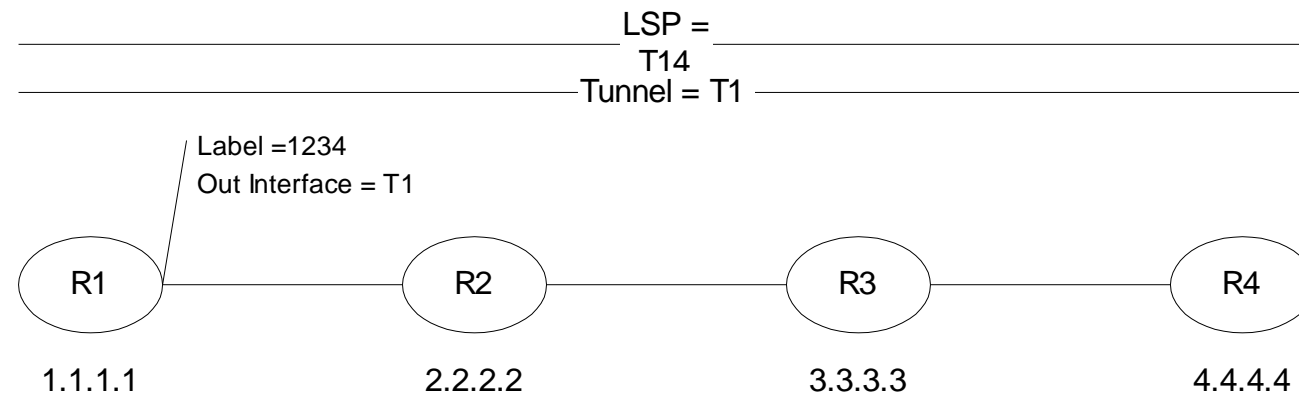 LSP =
T14
Tunnel = T1
Label =1234
Out Interface = T1
R1 R2 R3 R4
1.1.1.1 2.2.2.2 3.3.3.3 4.4.4.4